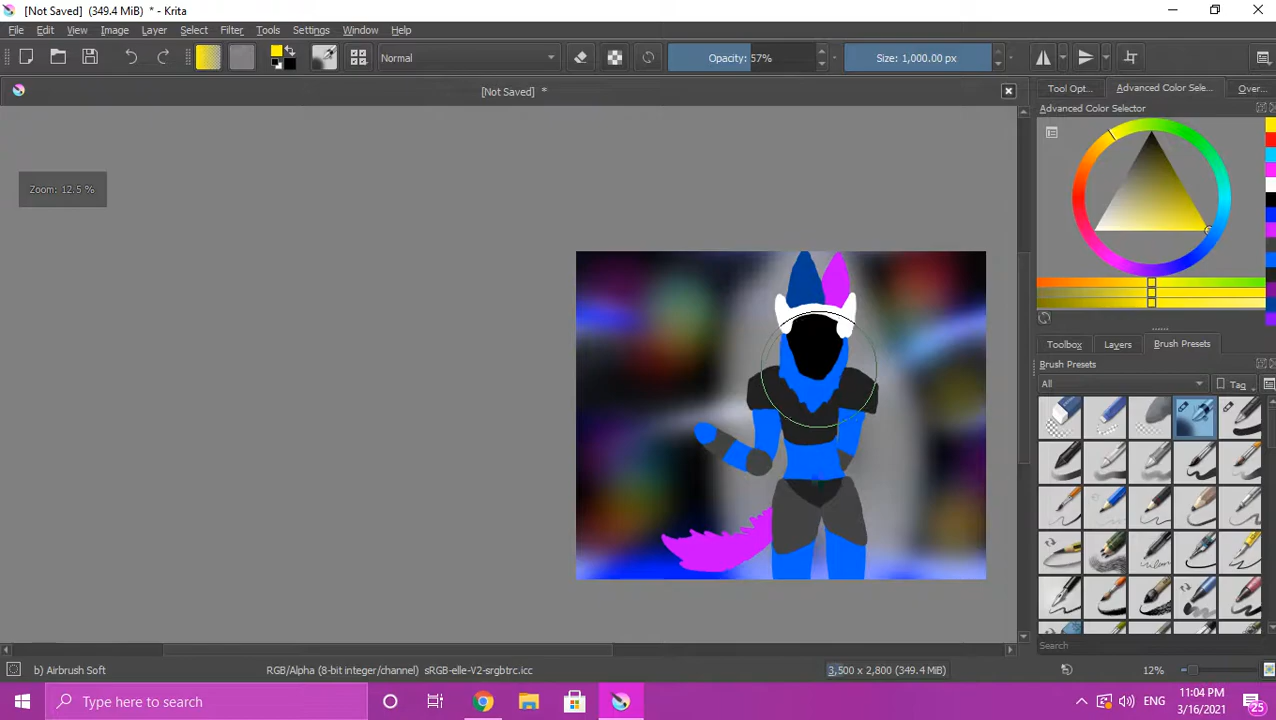 [Not Saved] (349.4 MiB) * - Krita
File Edit View Image Layer Select Filter Tools Settings Window Help
Normal Opacity: 57% Size: 1,000.00 px
[Not Saved] *
Tool Opt... Advanced Color Sele... Over...
Advanced Color Selector
Zoom: 12.5 %
Toolbox Layers Brush Presets
Brush Presets
All Tag
Search
b) Airbrush Soft RGB/Alpha (8-bit integer/channel) sRGB-elle-V2-srgbtrc.icc 3,500 x 2,800 (349.4 MiB) 12%
Type here to search ENG 11:04 PM
3/16/2021 25